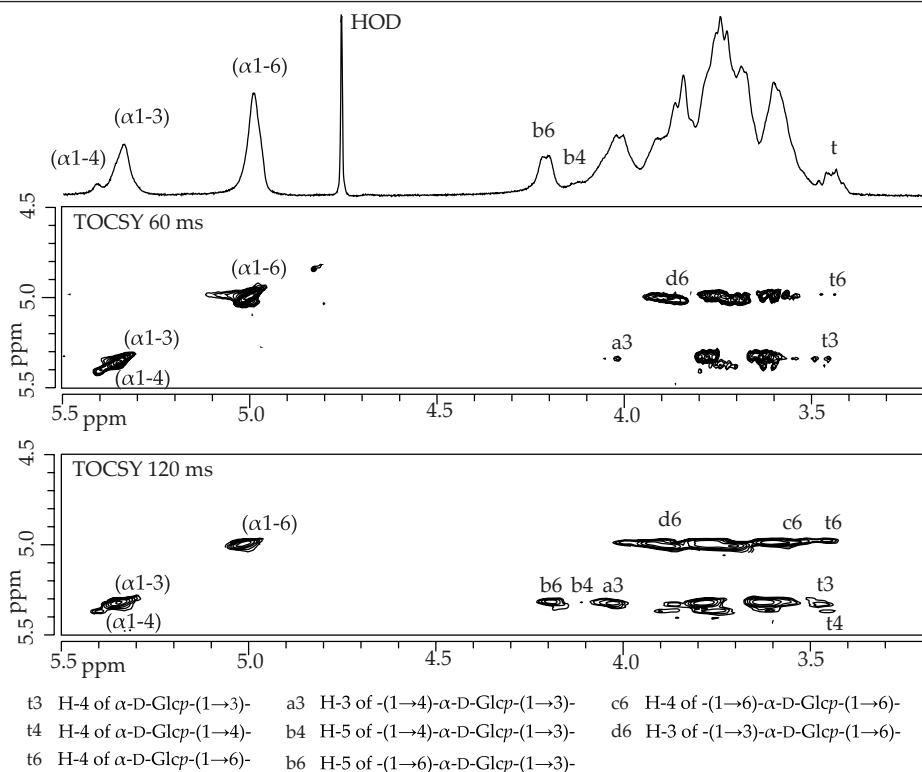 HOD
(α1-6)
(α1-3)
(α1-4)
b6
b4
t
4.5
5.0
5.5
ppm
TOCSY 60 ms
(α1-6)
d6
t6
(α1-3)
a3
t3
(α1-4)
5.5
ppm
5.0
4.5
4.0
3.5
4.5
5.0
5.5
ppm
TOCSY 120 ms
(α1-6)
d6
c6
t6
(α1-3)
b6
b4
a3
t3
(α1-4)
t4
5.5
ppm
5.0
4.5
4.0
3.5
t3 H-4 of α-D-Glcp-(1→3)-
a3 H-3 of -(1→4)-α-D-Glcp-(1→3)-
c6 H-4 of -(1→6)-α-D-Glcp-(1→6)-
t4 H-4 of α-D-Glcp-(1→4)-
b4 H-5 of -(1→4)-α-D-Glcp-(1→3)-
d6 H-3 of -(1→3)-α-D-Glcp-(1→6)-
t6 H-4 of α-D-Glcp-(1→6)-
b6 H-5 of -(1→6)-α-D-Glcp-(1→3)-